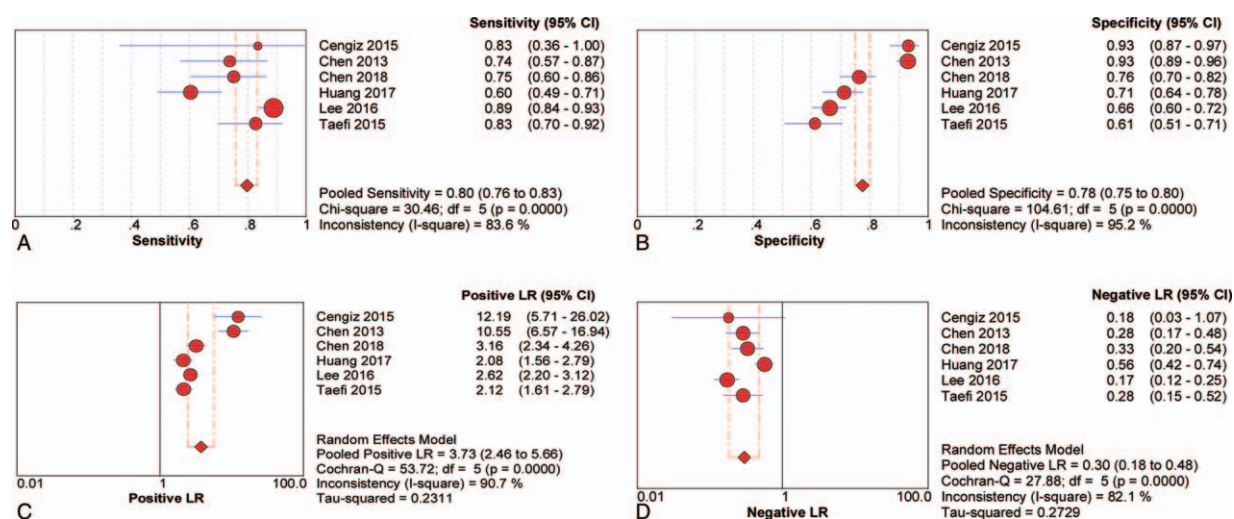 Sensitivity (95% CI)
Cengiz 2015 0.83 (0.36 - 1.00)
Chen 2013 0.74 (0.57 - 0.87)
Chen 2018 0.75 (0.60 - 0.86)
Huang 2017 0.60 (0.49 - 0.71)
Lee 2016 0.89 (0.84 - 0.93)
Taefi 2015 0.83 (0.70 - 0.92)
Pooled Sensitivity = 0.80 (0.76 to 0.83)
Chi-square = 30.46; df = 5 (p = 0.0000)
Inconsistency (I-square) = 83.6 %
0 .2 .4 .6 .8 1
A
Sensitivity
Specificity (95% CI)
Cengiz 2015 0.93 (0.87 - 0.97)
Chen 2013 0.93 (0.89 - 0.96)
Chen 2018 0.76 (0.70 - 0.82)
Huang 2017 0.71 (0.64 - 0.78)
Lee 2016 0.66 (0.60 - 0.72)
Taefi 2015 0.61 (0.51 - 0.71)
Pooled Specificity = 0.78 (0.75 to 0.80)
Chi-square = 104.61; df = 5 (p = 0.0000)
Inconsistency (I-square) = 95.2 %
0 .2 .4 .6 .8 1
B
Specificity
Positive LR (95% CI)
Cengiz 2015 12.19 (5.71 - 26.02)
Chen 2013 10.55 (6.57 - 16.94)
Chen 2018 3.16 (2.34 - 4.26)
Huang 2017 2.08 (1.56 - 2.79)
Lee 2016 2.62 (2.20 - 3.12)
Taefi 2015 2.12 (1.61 - 2.79)
Random Effects Model
Pooled Positive LR = 3.73 (2.46 to 5.66)
Cochran-Q = 53.72; df = 5 (p = 0.0000)
Inconsistency (I-square) = 90.7 %
Tau-squared = 0.2311
0.01 1 100.0
C
Positive LR
Negative LR (95% CI)
Cengiz 2015 0.18 (0.03 - 1.07)
Chen 2013 0.28 (0.17 - 0.48)
Chen 2018 0.33 (0.20 - 0.54)
Huang 2017 0.56 (0.42 - 0.74)
Lee 2016 0.17 (0.12 - 0.25)
Taefi 2015 0.28 (0.15 - 0.52)
Random Effects Model
Pooled Negative LR = 0.30 (0.18 to 0.48)
Cochran-Q = 27.88; df = 5 (p = 0.0000)
Inconsistency (I-square) = 82.1 %
Tau-squared = 0.2729
0.01 1 100.0
D
Negative LR